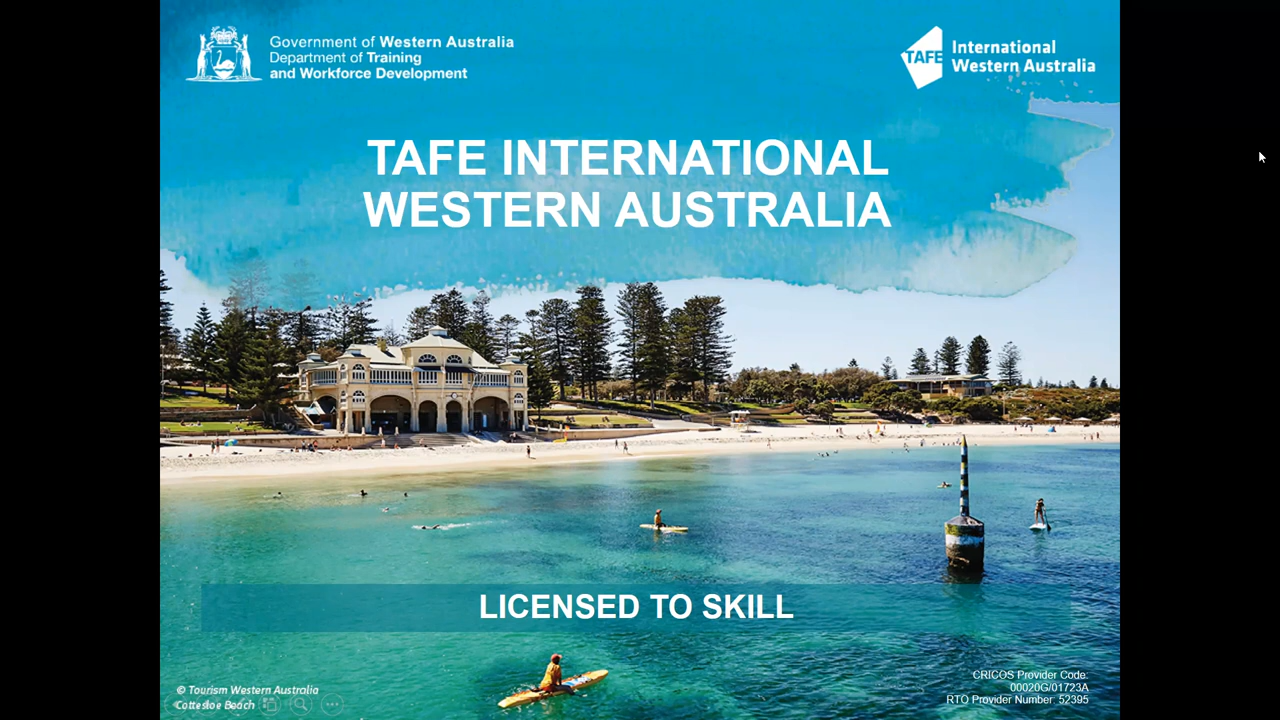 Government of Western Australia
Department of Training
and Workforce Development
TAFE International
Western Australia
TAFE INTERNATIONAL
WESTERN AUSTRALIA
LICENSED TO SKILL
© Tourism Western Australia
Cottesloe Beach
CRICOS Provider Code:
00020G/01723A
RTO Provider Number: 52395